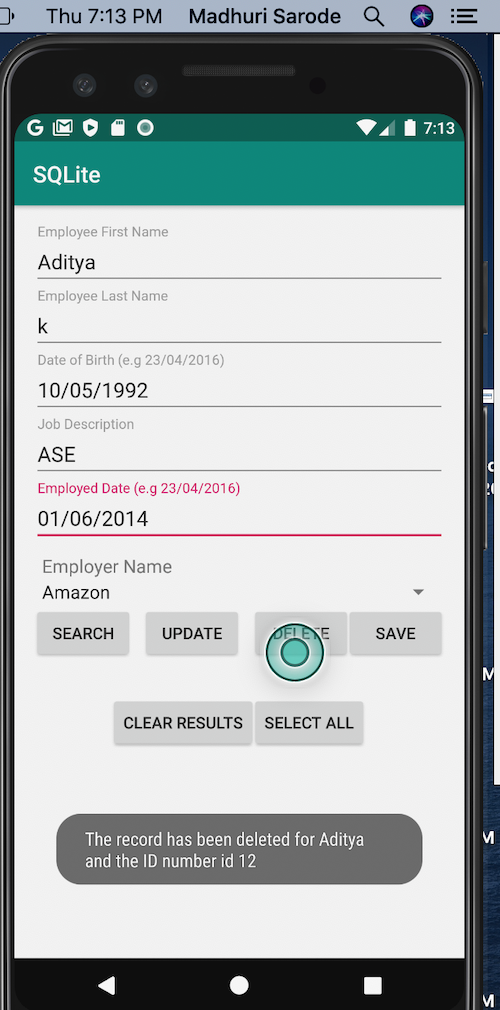 Thu 7:13 PM Madhuri Sarode
7:13
SQLite
Employee First Name
Aditya
Employee Last Name
k
Date of Birth (e.g 23/04/2016)
10/05/1992
Job Description
ASE
Employed Date (e.g 23/04/2016)
01/06/2014
Employer Name
Amazon
SEARCH UPDATE DELETE SAVE
CLEAR RESULTS SELECT ALL
The record has been deleted for Aditya
and the ID number id 12